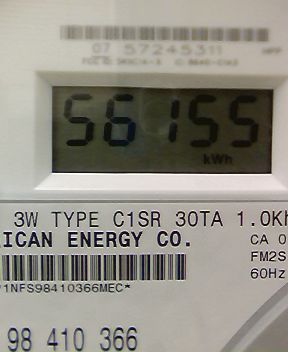 07 57245311
56155
kWh
3W TYPE C1SR 30TA 1.0Kh
ICAN ENERGY CO.
CA 0
FM2S
60Hz
*1NFS98410366MEC*
98 410 366